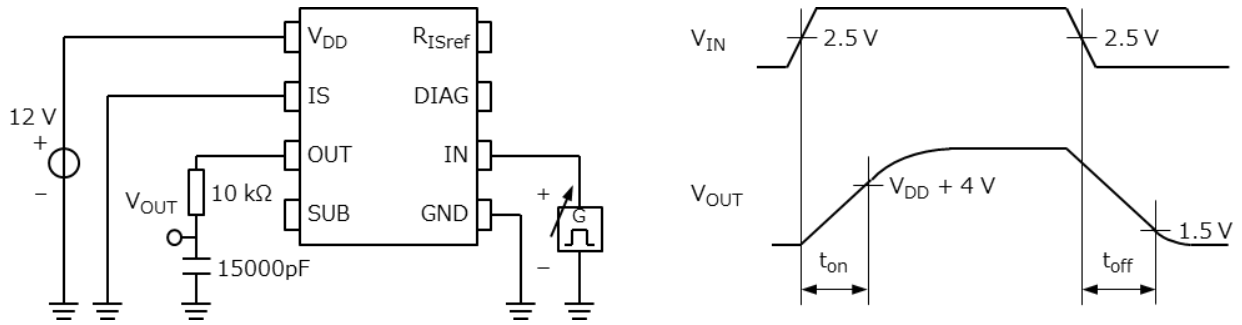 12 V
+
−
V_DD
IS
OUT
SUB
R_ISref
DIAG
IN
GND
V_OUT
10 kΩ
15000pF
+
G
−
V_IN
2.5 V
2.5 V
V_OUT
V_DD + 4 V
1.5 V
t_on
t_off